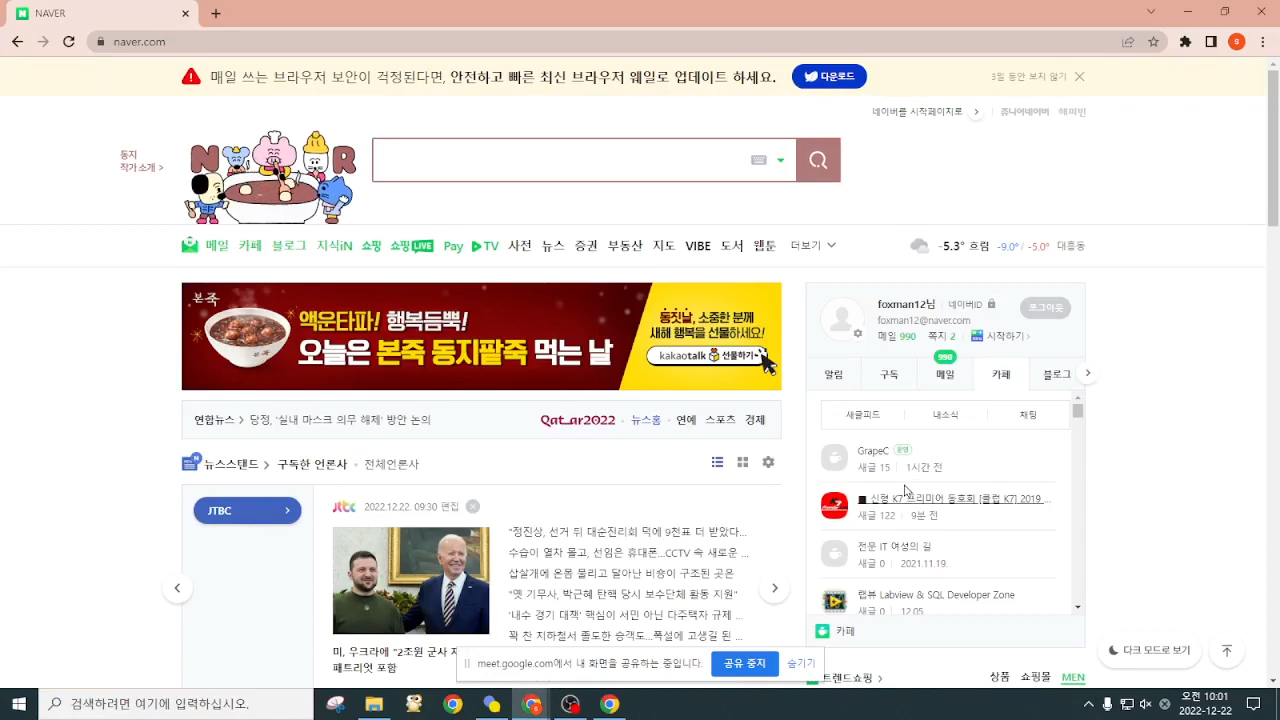 NAVER
naver.com
매일 쓰는 브라우저 보안이 걱정된다면, 안전하고 빠른 최신 브라우저 웨일로 업데이트 하세요.
다운로드
3일 동안 보지 않기
네이버를 시작페이지로
쥬니어네이버 해피빈
동지
작가 소개 >
N R
메일 카페 블로그 지식iN 쇼핑 쇼핑LIVE Pay TV 사전 뉴스 증권 부동산 지도 VIBE 도서 웹툰 더보기
-5.3° 흐림 -9.0° / -5.0° 대흥동
본죽
액운타파! 행복듬뿍!
오늘은 본죽 동지팥죽 먹는 날
동짓날, 소중한 분께
새해 행복을 선물하세요!
kakaotalk 선물하기
foxman12님 네이버ID
로그아웃
foxman12@naver.com
메일 990 쪽지 2 시작하기
990
알림 구독 메일 카페 블로그
연합뉴스 > 당정, '실내 마스크 의무 해제' 방안 논의
Qatar2022 뉴스홈 연예 스포츠 경제
새글피드 내소식 채팅
뉴스스탠드 > 구독한 언론사 전체언론사
GrapeC 운영
새글 15 1시간 전
■ 신형 K7 프리미어 동호회 [클럽 K7] 2019 ...
새글 122 9분 전
전문 IT 여성의 길
새글 0 2021.11.19.
랩뷰 Labview & SQL Developer Zone
새글 0 12.05
카페
JTBC
jtbc 2022.12.22. 09:30 편집
"정진상, 선거 뒤 대순진리회 덕에 9천표 더 받았다...
수습이 열차 몰고, 선임은 휴대폰...CCTV 속 새로운 ...
삽살개에 온몸 물리고 달아난 비숑이 구조된 곳은
"옛 기무사, 박근혜 탄핵 당시 보수단체 활동 지원"
'내수 경기 대책' 핵심이 서민 아닌 다주택자 규제 ...
꽉 찬 지하철서 졸도한 승객도...폭설에 고생길 된 ...
미, 우크라에 "2조원 군사 지
패트리엇 포함
meet.google.com에서 내 화면을 공유하는 중입니다.
공유 중지
숨기기
다크 모드로 보기
트렌드쇼핑 >
상품 쇼핑몰 MEN
검색하려면 여기에 입력하십시오.
오전 10:01
2022-12-22